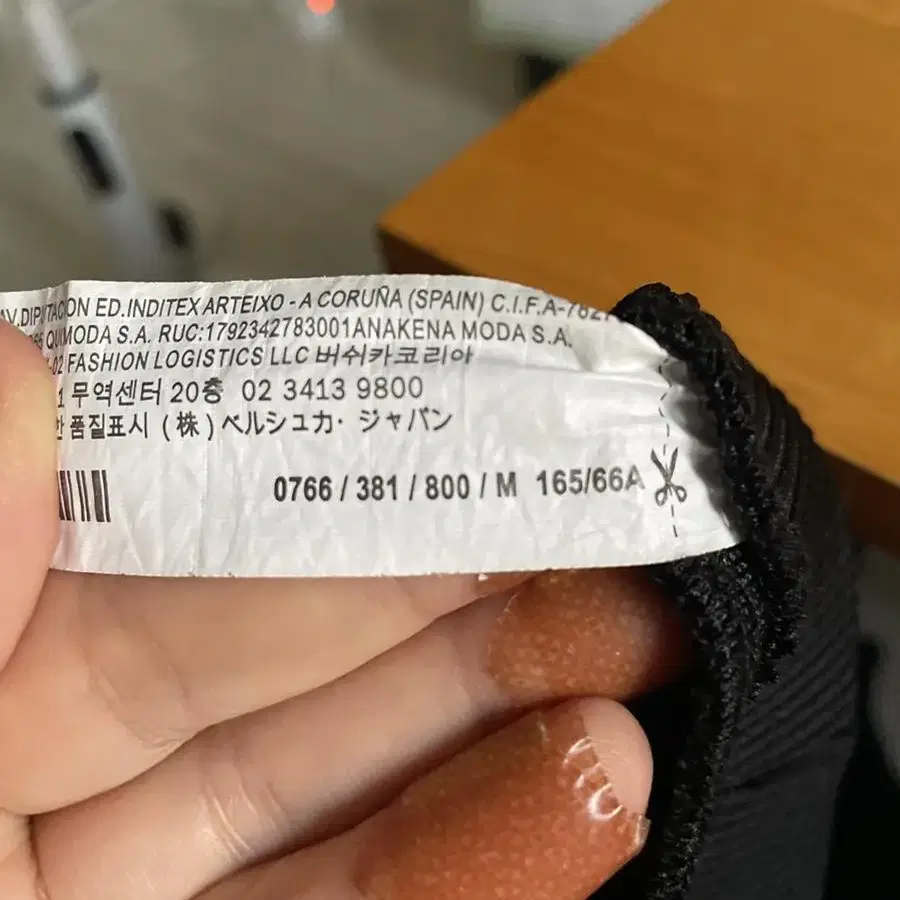 AV.DIPUTACION ED.INDITEX ARTEIXO - A CORUÑA (SPAIN) C.I.F.A-
MODA S.A. RUC:1792342783001ANAKENA MODA S.A.
FASHION LOGISTICS LLC 버쉬카코리아
무역센터 20층 02 3413 9800
품질표시 (株)ベルシュカ・ジャパン
0766 / 381 / 800 / M 165/66A